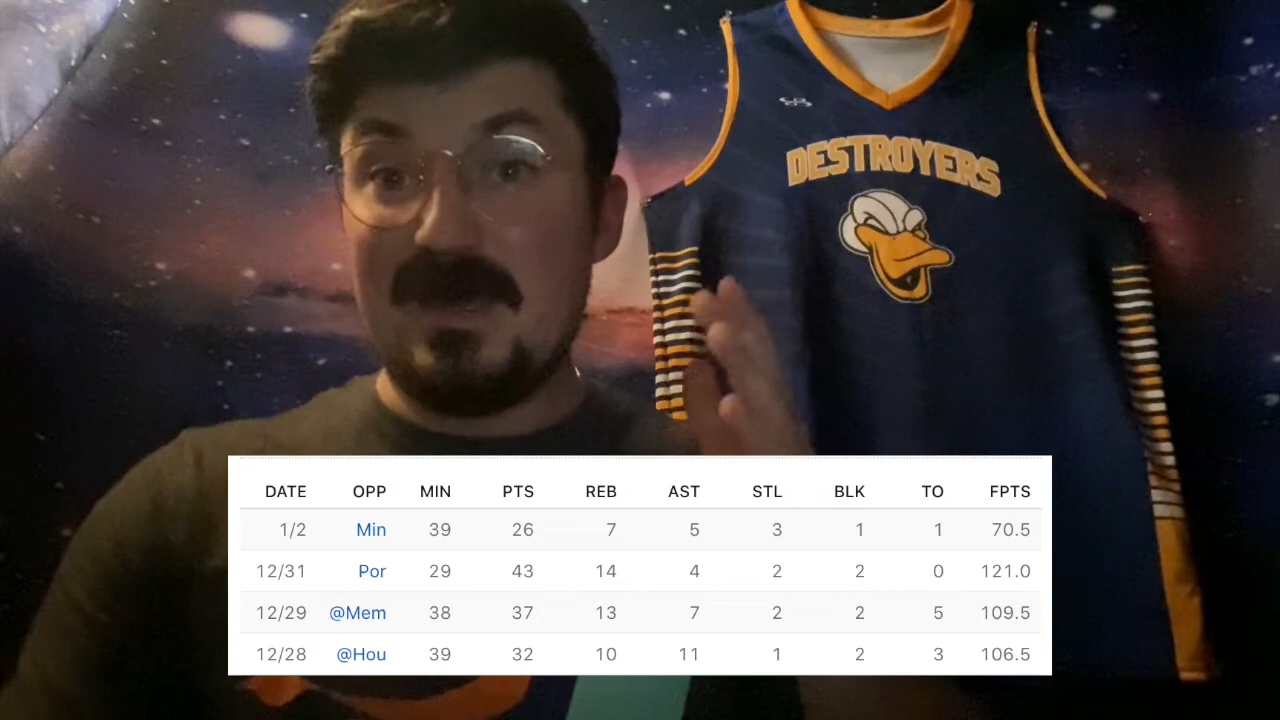 DESTROYERS
DATE OPP MIN PTS REB AST STL BLK TO FPTS
1/2 Min 39 26 7 5 3 1 1 70.5
12/31 Por 29 43 14 4 2 2 0 121.0
12/29 @Mem 38 37 13 7 2 2 5 109.5
12/28 @Hou 39 32 10 11 1 2 3 106.5